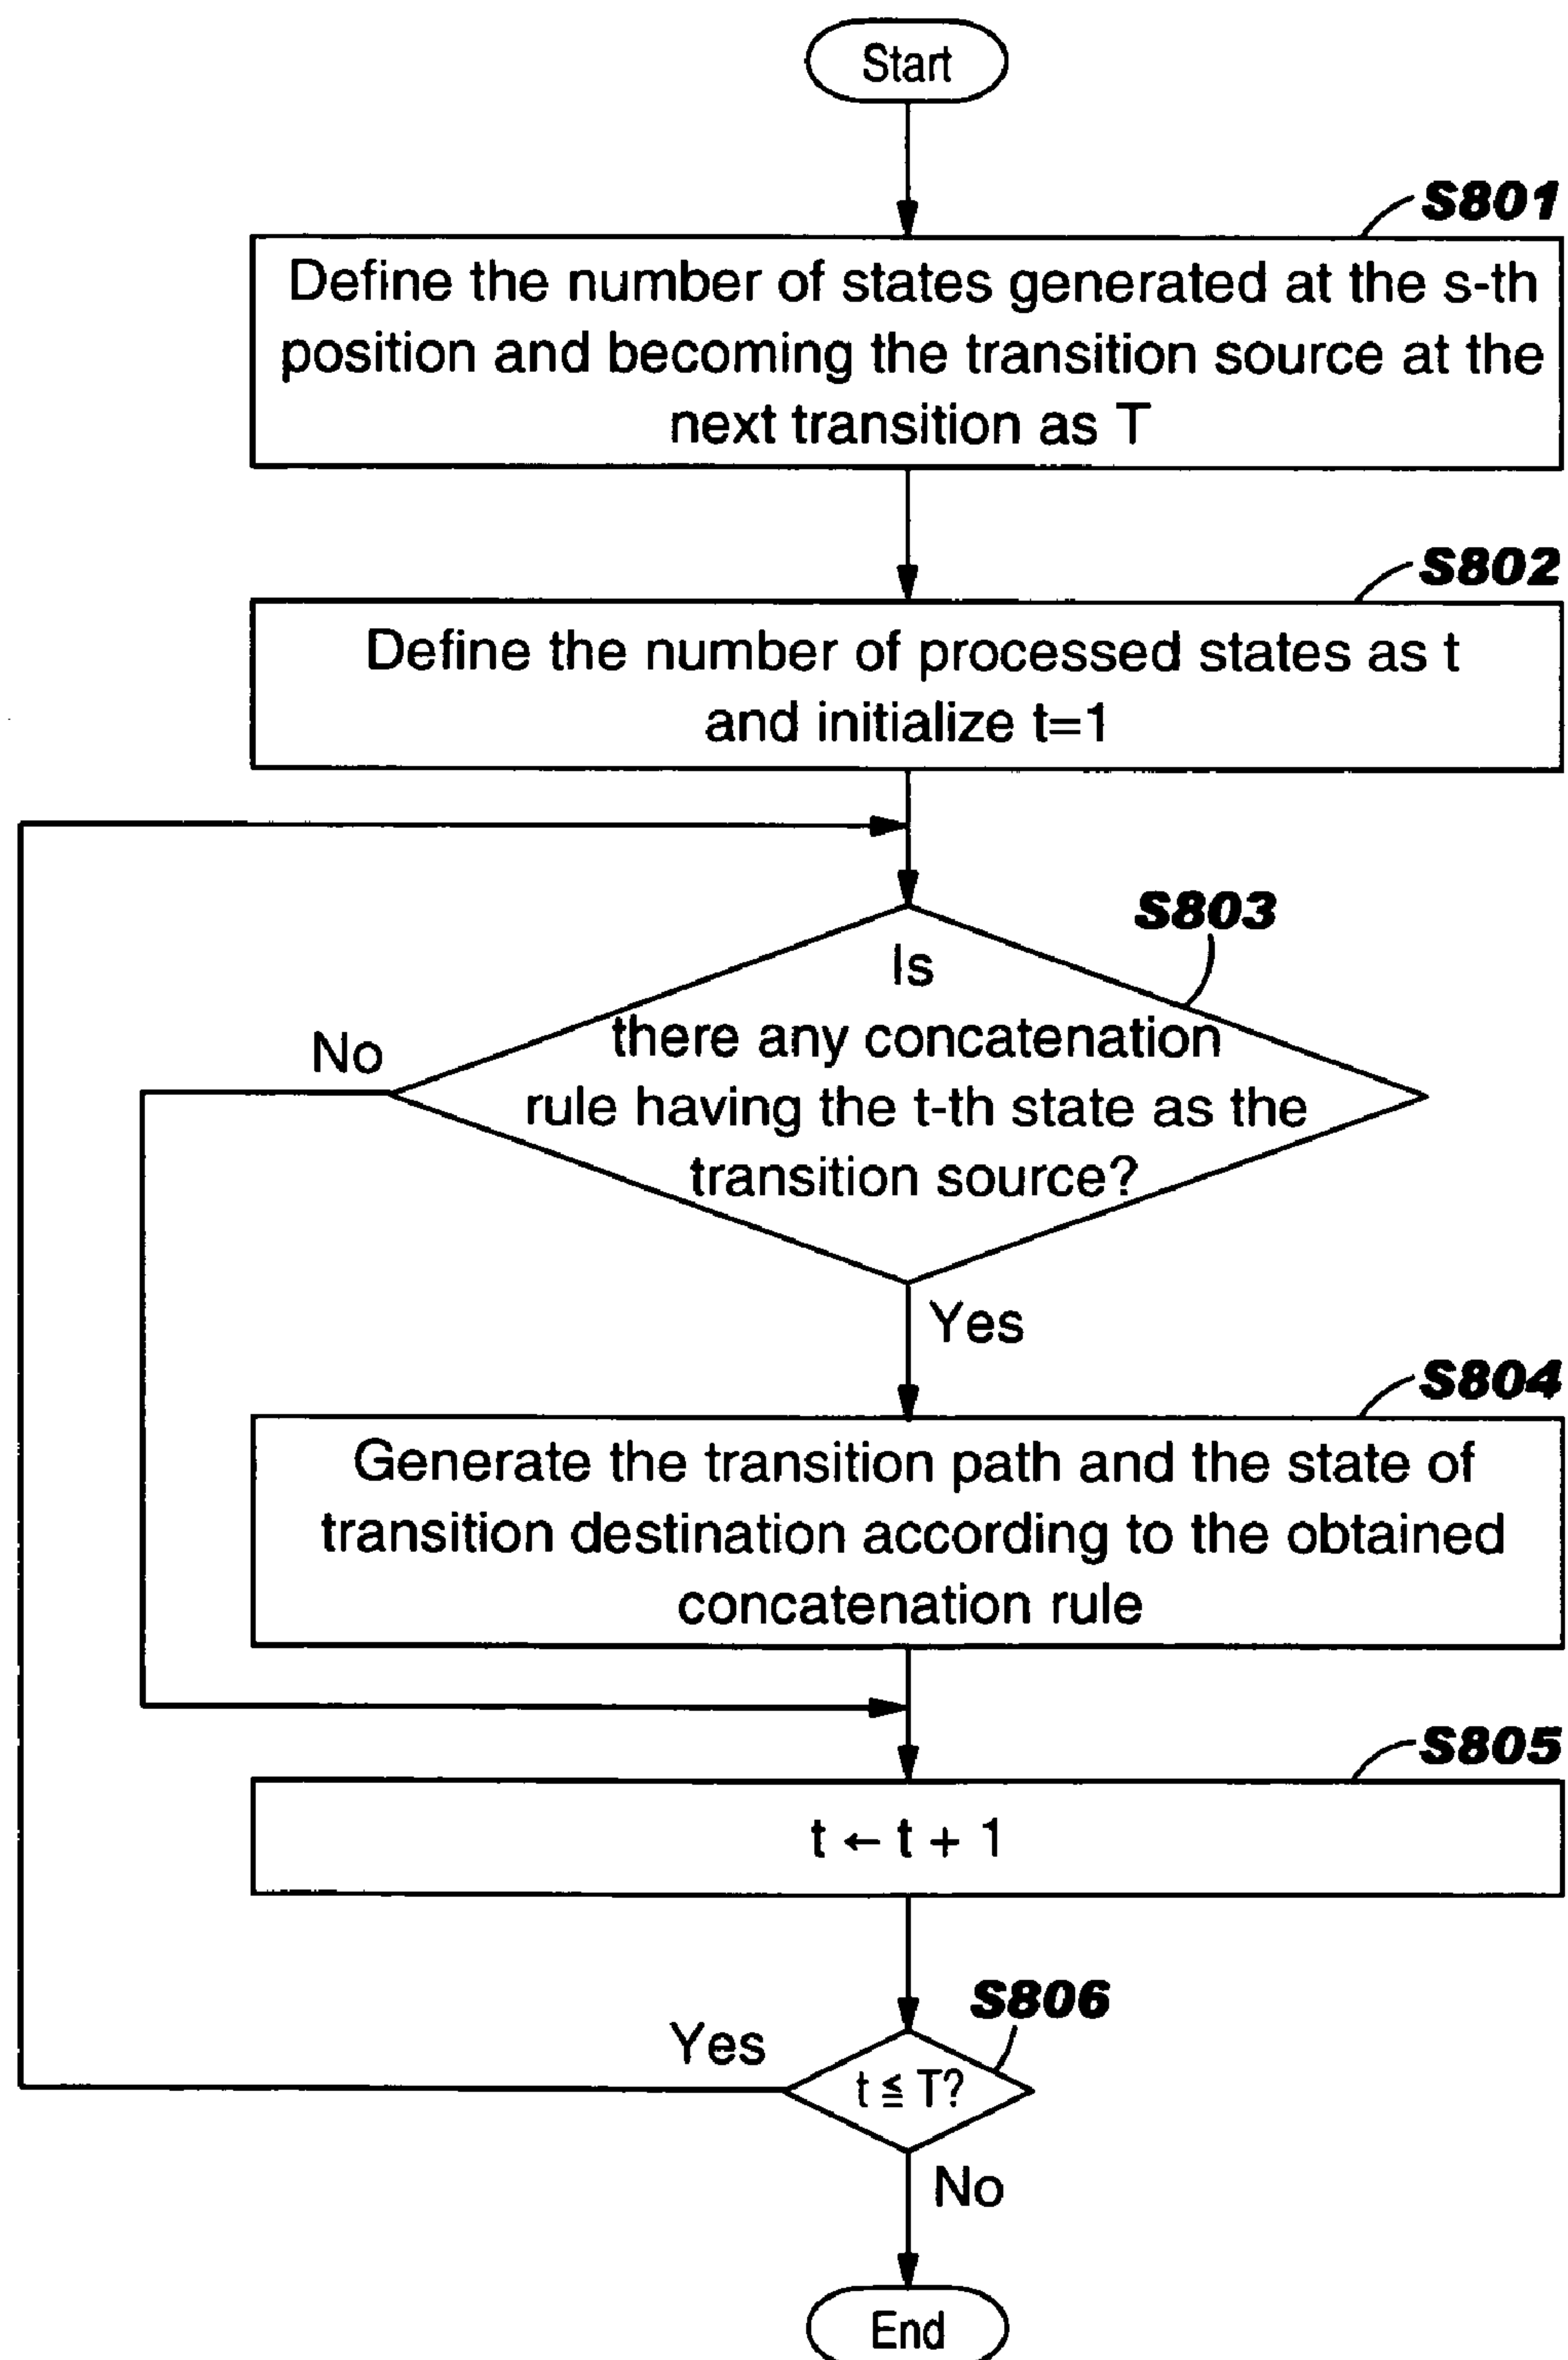 Start
S801
Define the number of states generated at the s-th
position and becoming the transition source at the
next transition as T
S802
Define the number of processed states as t
and initialize t=1
S803
Is
there any concatenation
rule having the t-th state as the
transition source?
No
Yes
S804
Generate the transition path and the state of
transition destination according to the obtained
concatenation rule
S805
t ← t + 1
S806
Yes
t ≦ T?
No
End